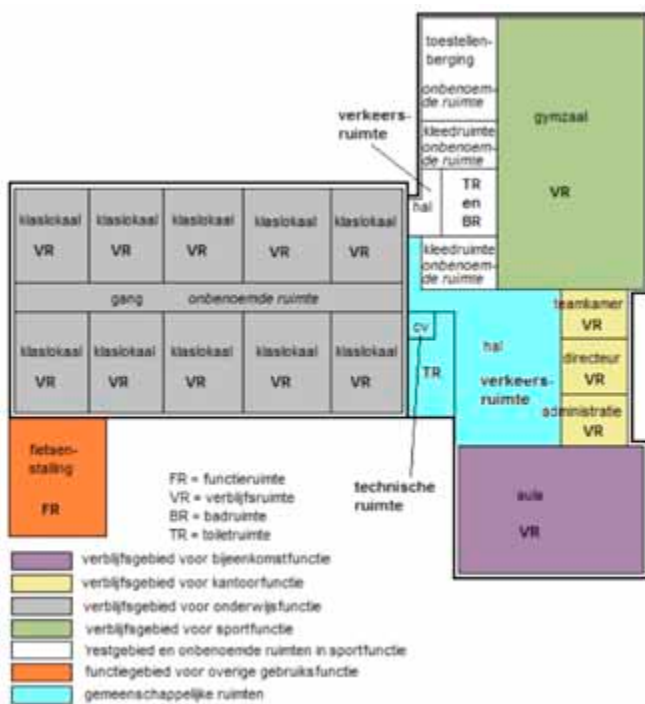 toestellen-
berging
onbenoem-
de ruimte
verkeers-
ruimte
kleedruimte
onbenoem-
de ruimte
gymzaal
VR
hal
TR
en
BR
kleedruimte
onbenoem-
de ruimte
klaslokaal klaslokaal klaslokaal klaslokaal klaslokaal
VR VR VR VR VR
gang onbenoemde ruimte
klaslokaal klaslokaal klaslokaal klaslokaal klaslokaal
VR VR VR VR VR
cv
TR
hal
verkeers-
ruimte
teamkamer
VR
directeur
VR
administratie
VR
fietsen-
stalling
FR
technische
ruimte
aula
VR
FR = functieruimte
VR = verblijfsruimte
BR = badruimte
TR = toiletruimte
verblijfsgebied voor bijeenkomstfunctie
verblijfsgebied voor kantoorfunctie
verblijfsgebied voor onderwijsfunctie
verblijfsgebied voor sportfunctie
'restgebied en onbenoemde ruimten in sportfunctie
functiegebied voor overige gebruiksfunctie
gemeenschappelijke ruimten